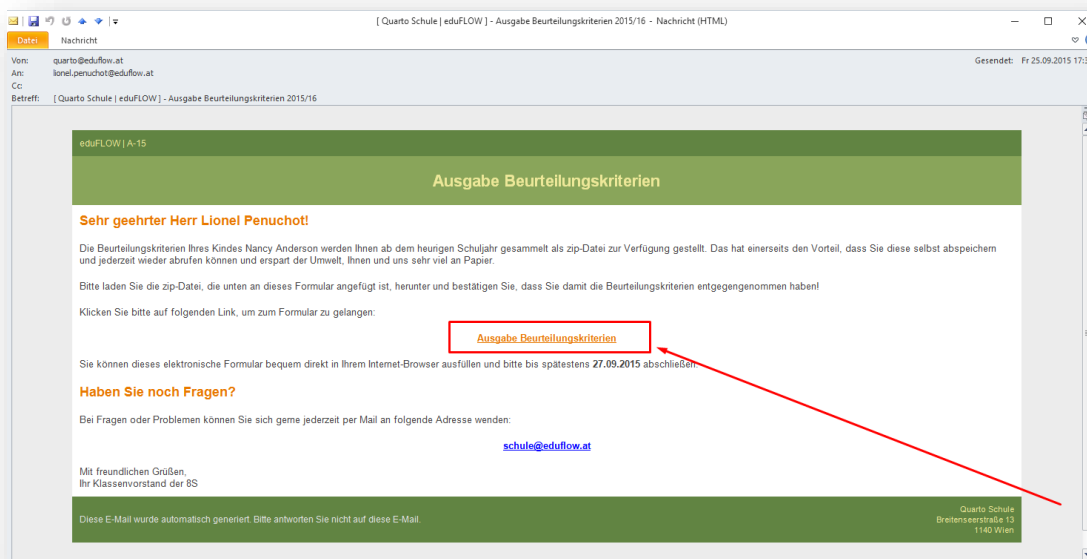 [ Quarto Schule | eduFLOW ] - Ausgabe Beurteilungskriterien 2015/16 - Nachricht (HTML)
Datei Nachricht
Von: quarto@eduflow.at Gesendet: Fr 25.09.2015 17:3
An: lionel.penuchot@eduflow.at
Cc:
Betreff: [ Quarto Schule | eduFLOW ] - Ausgabe Beurteilungskriterien 2015/16
eduFLOW | A-15
Ausgabe Beurteilungskriterien
Sehr geehrter Herr Lionel Penuchot!
Die Beurteilungskriterien Ihres Kindes Nancy Anderson werden Ihnen ab dem heurigen Schuljahr gesammelt als zip-Datei zur Verfügung gestellt. Das hat einerseits den Vorteil, dass Sie diese selbst abspeichern
und jederzeit wieder abrufen können und erspart der Umwelt, Ihnen und uns sehr viel an Papier.
Bitte laden Sie die zip-Datei, die unten an dieses Formular angefügt ist, herunter und bestätigen Sie, dass Sie damit die Beurteilungskriterien entgegengenommen haben!
Klicken Sie bitte auf folgenden Link, um zum Formular zu gelangen:
Ausgabe Beurteilungskriterien
Sie können dieses elektronische Formular bequem direkt in Ihrem Internet-Browser ausfüllen und bitte bis spätestens 27.09.2015 abschließen.
Haben Sie noch Fragen?
Bei Fragen oder Problemen können Sie sich gerne jederzeit per Mail an folgende Adresse wenden:
schule@eduflow.at
Mit freundlichen Grüßen,
Ihr Klassenvorstand der 8S
Diese E-Mail wurde automatisch generiert. Bitte antworten Sie nicht auf diese E-Mail.
Quarto Schule
Breitenseerstraße 13
1140 Wien